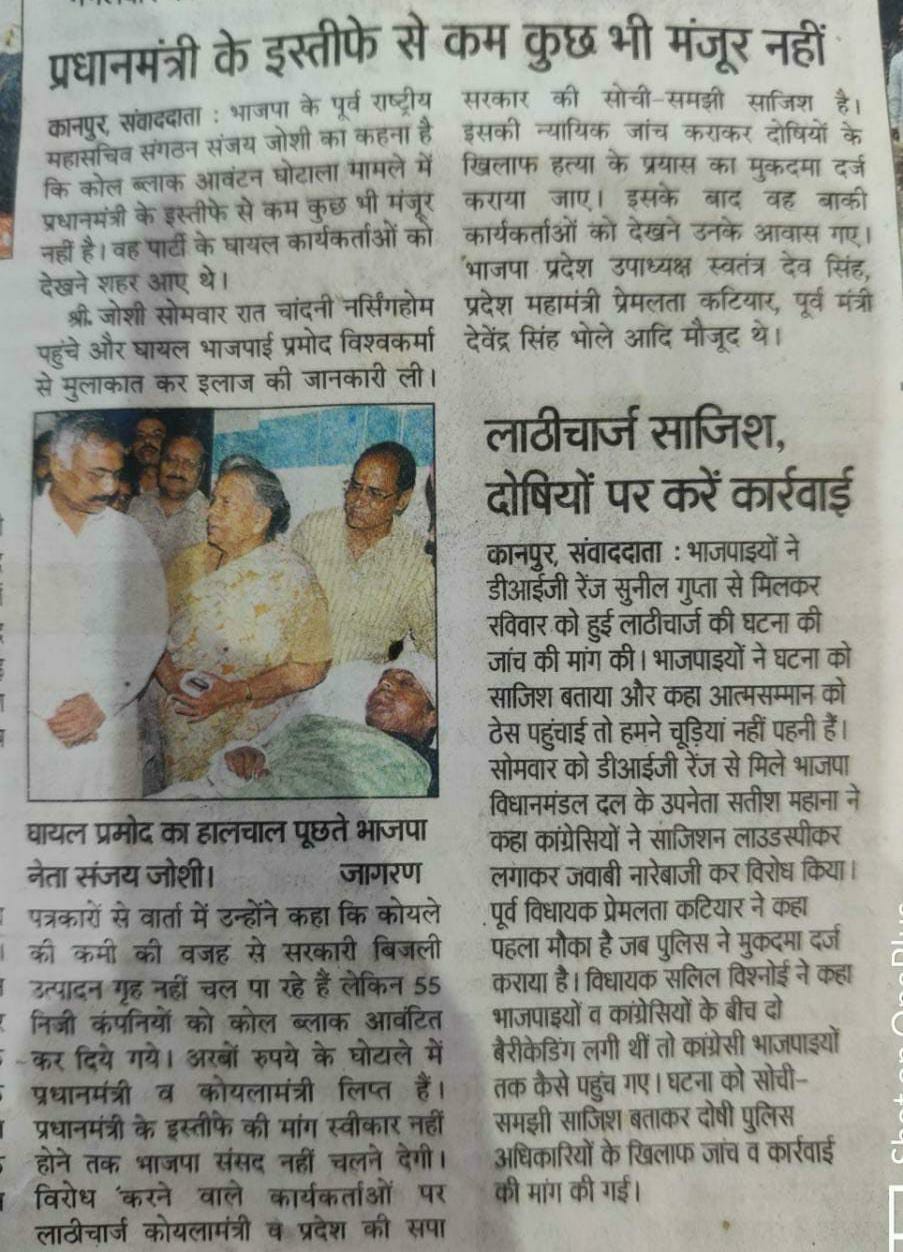 प्रधानमंत्री के इस्तीफे से कम कुछ भी मंजूर नहीं
कानपुर, संवाददाता : भाजपा के पूर्व राष्ट्रीय
महासचिव संगठन संजय जोशी का कहना है
कि कोल ब्लाक आवंटन घोटाला मामले में
प्रधानमंत्री के इस्तीफे से कम कुछ भी मंजूर
नहीं है। वह पार्टी के घायल कार्यकर्ताओं को
देखने शहर आए थे।
श्री जोशी सोमवार रात चांदनी नर्सिंगहोम
पहुंचे और घायल भाजपाई प्रमोद विश्वकर्मा
से मुलाकात कर इलाज की जानकारी ली।
घायल प्रमोद का हालचाल पूछते भाजपा
नेता संजय जोशी। जागरण
पत्रकारों से वार्ता में उन्होंने कहा कि कोयले
की कमी की वजह से सरकारी बिजली
उत्पादन गृह नहीं चल पा रहे हैं लेकिन 55
निजी कंपनियों को कोल ब्लाक आवंटित
कर दिये गये। अरबों रुपये के घोटाले में
प्रधानमंत्री व कोयलामंत्री लिप्त हैं।
प्रधानमंत्री के इस्तीफे की मांग स्वीकार नहीं
होने तक भाजपा संसद नहीं चलने देगी।
विरोध करने वाले कार्यकर्ताओं पर
लाठीचार्ज कोयलामंत्री व प्रदेश की सपा
सरकार की सोची-समझी साजिश है।
इसकी न्यायिक जांच कराकर दोषियों के
खिलाफ हत्या के प्रयास का मुकदमा दर्ज
कराया जाए। इसके बाद वह बाकी
कार्यकर्ताओं को देखने उनके आवास गए।
भाजपा प्रदेश उपाध्यक्ष स्वतंत्र देव सिंह,
प्रदेश महामंत्री प्रेमलता कटियार, पूर्व मंत्री
देवेंद्र सिंह भोले आदि मौजूद थे।
लाठीचार्ज साजिश,
दोषियों पर करें कार्रवाई
कानपुर, संवाददाता : भाजपाइयों ने
डीआईजी रेंज सुनील गुप्ता से मिलकर
रविवार को हुई लाठीचार्ज की घटना की
जांच की मांग की। भाजपाइयों ने घटना को
साजिश बताया और कहा आत्मसम्मान को
ठेस पहुंचाई तो हमने चूड़ियां नहीं पहनी हैं।
सोमवार को डीआईजी रेंज से मिले भाजपा
विधानमंडल दल के उपनेता सतीश महाना ने
कहा कांग्रेसियों ने साजिशन लाउडस्पीकर
लगाकर जवाबी नारेबाजी कर विरोध किया।
पूर्व विधायक प्रेमलता कटियार ने कहा
पहला मौका है जब पुलिस ने मुकदमा दर्ज
कराया है। विधायक सलिल विश्नोई ने कहा
भाजपाइयों व कांग्रेसियों के बीच दो
बैरीकेडिंग लगी थीं तो कांग्रेसी भाजपाइयों
तक कैसे पहुंच गए। घटना को सोची-
समझी साजिश बताकर दोषी पुलिस
अधिकारियों के खिलाफ जांच व कार्रवाई
की मांग की गई।
Shot on OnePlus